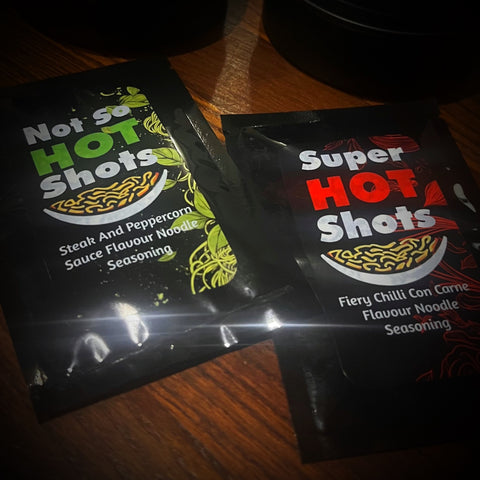 Not So
HOT
Shots
Steak And Peppercorn
Sauce Flavour Noodle
Seasoning
Super
HOT
Shots
Fiery Chilli Con Carne
Flavour Noodle
Seasoning